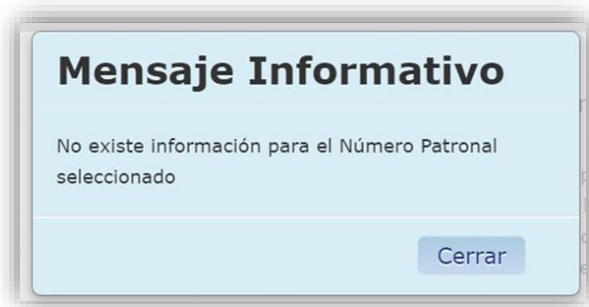 Mensaje Informativo
No existe información para el Número Patronal
seleccionado
Cerrar